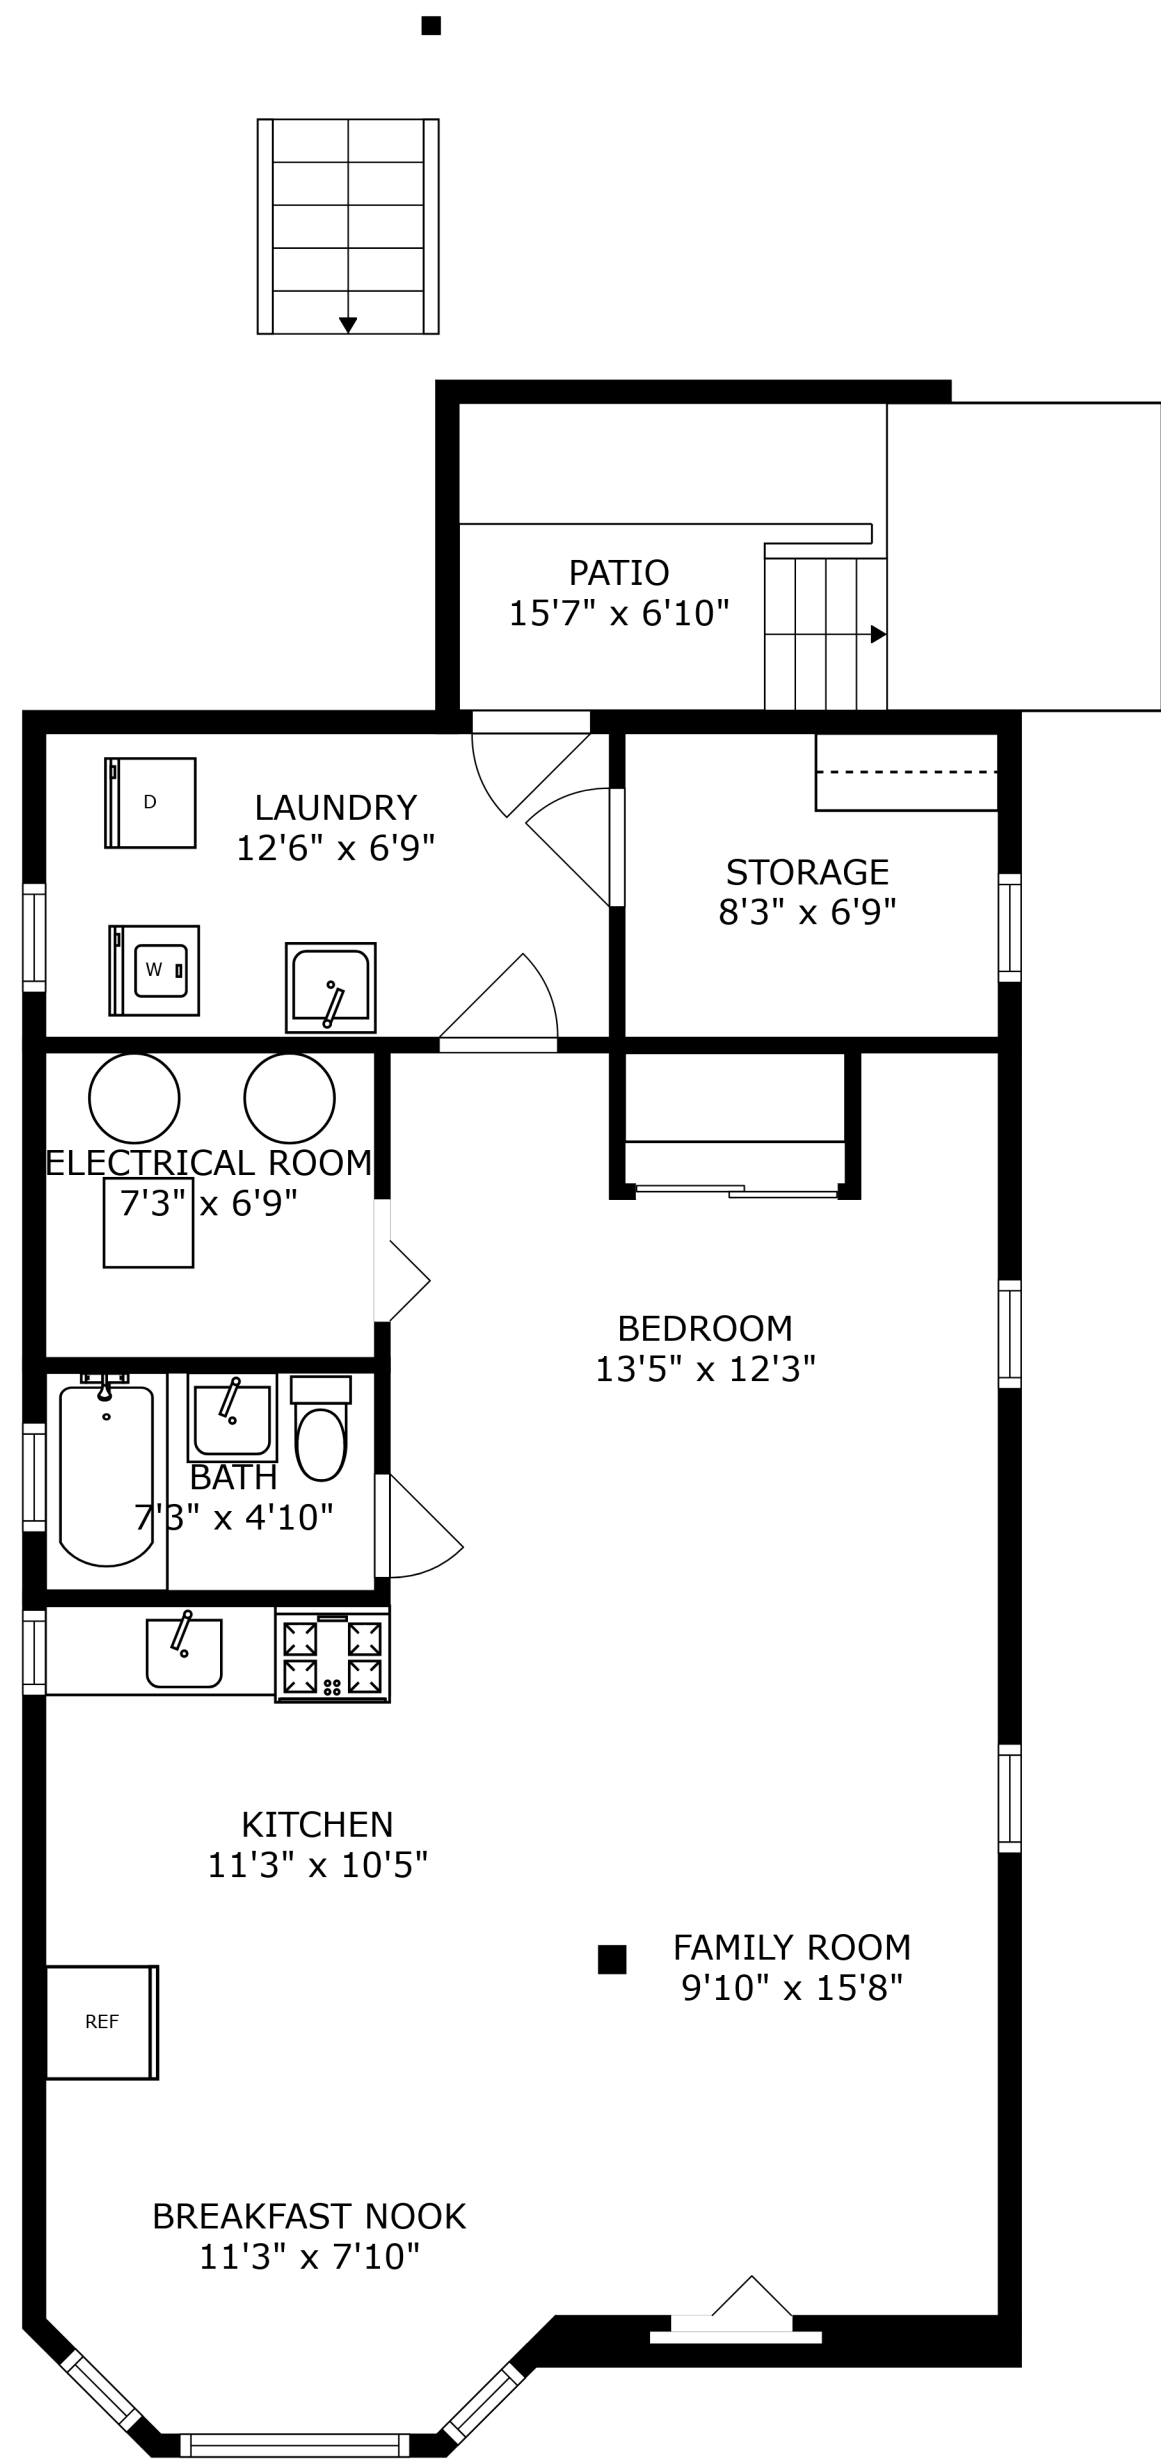 PATIO
15'7" x 6'10"
D
LAUNDRY
12'6" x 6'9"
STORAGE
8'3" x 6'9"
W
ELECTRICAL ROOM
7'3" x 6'9"
BEDROOM
13'5" x 12'3"
BATH
7'3" x 4'10"
KITCHEN
11'3" x 10'5"
FAMILY ROOM
9'10" x 15'8"
REF
BREAKFAST NOOK
11'3" x 7'10"